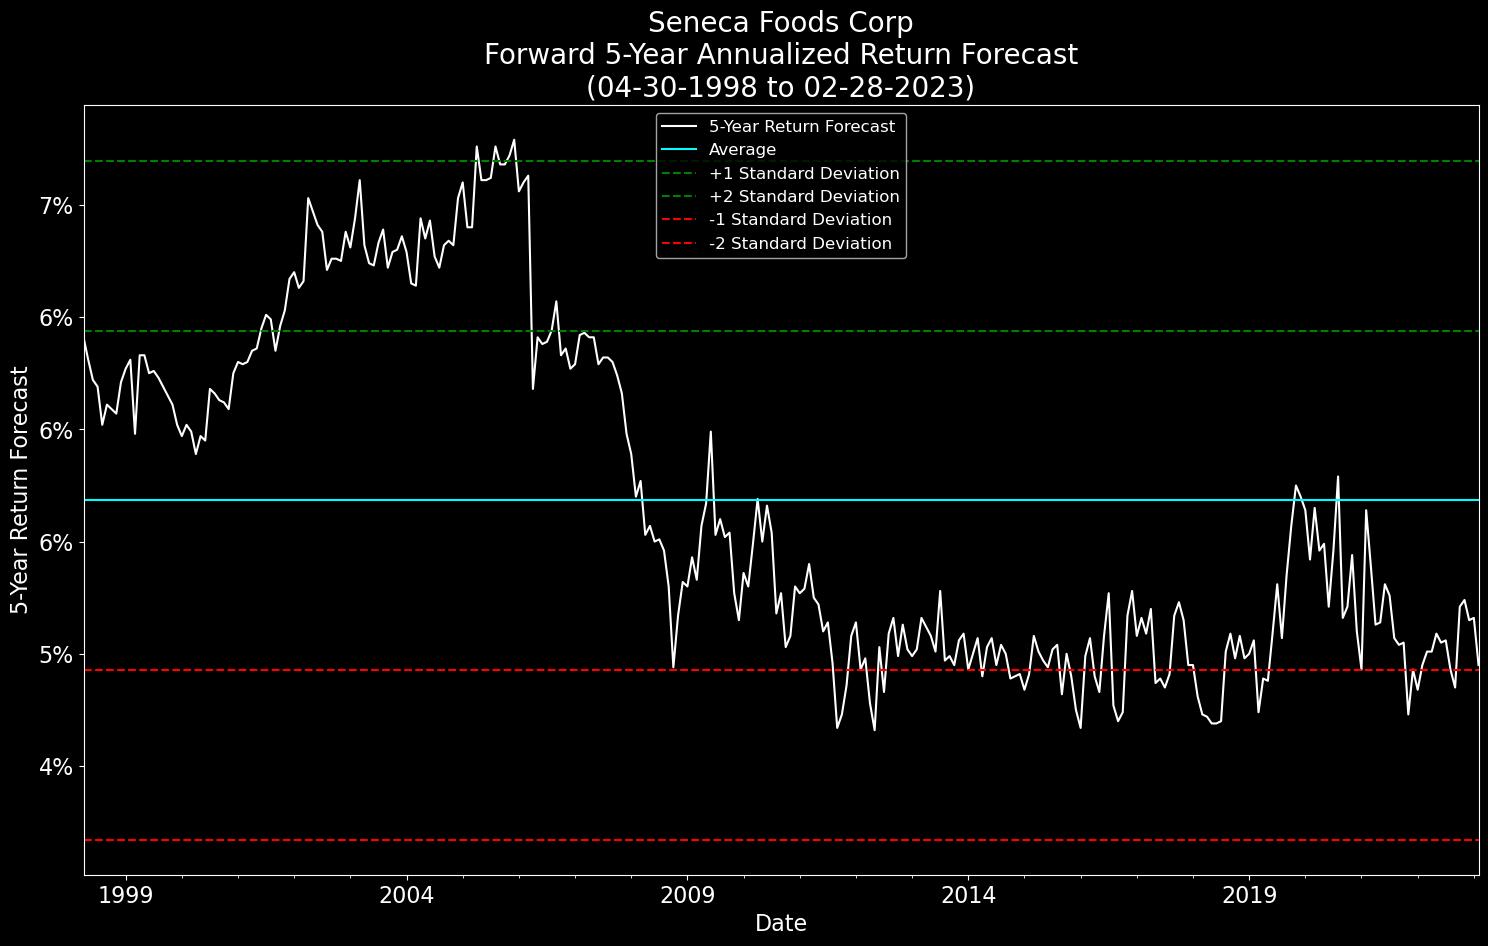 Seneca Foods Corp
Forward 5-Year Annualized Return Forecast
(04-30-1998 to 02-28-2023)
5-Year Return Forecast
Average
+1 Standard Deviation
+2 Standard Deviation
-1 Standard Deviation
-2 Standard Deviation
7%
6%
6%
6%
5%
4%
5-Year Return Forecast
1999 2004 2009 2014 2019
Date